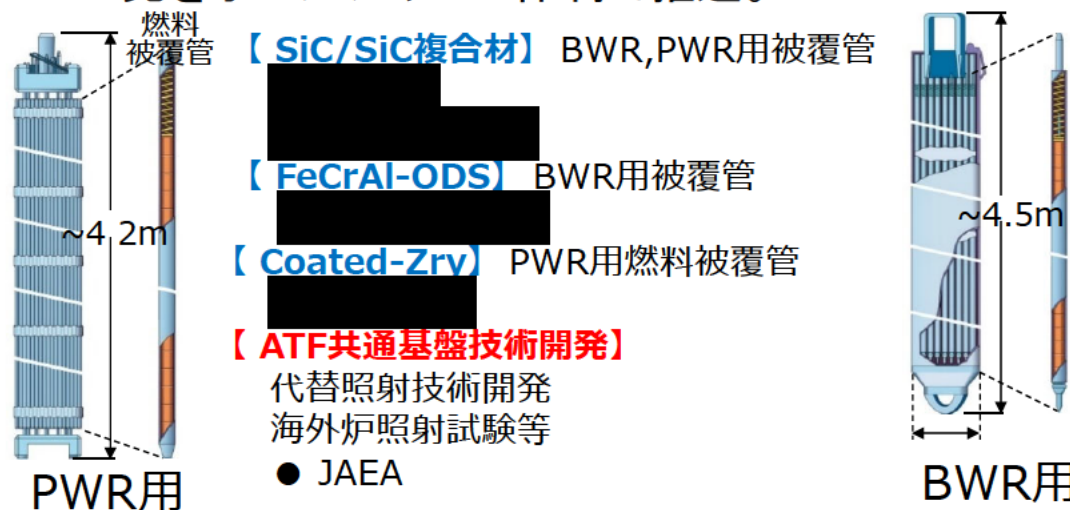 燃料
被覆管
【 SiC/SiC複合材】 BWR,PWR用被覆管
【 FeCrAl-ODS】 BWR用被覆管
~4.2m
~4.5m
【 Coated-Zry】 PWR用燃料被覆管
【 ATF共通基盤技術開発】
代替照射技術開発
海外炉照射試験等
● JAEA
PWR用
BWR用